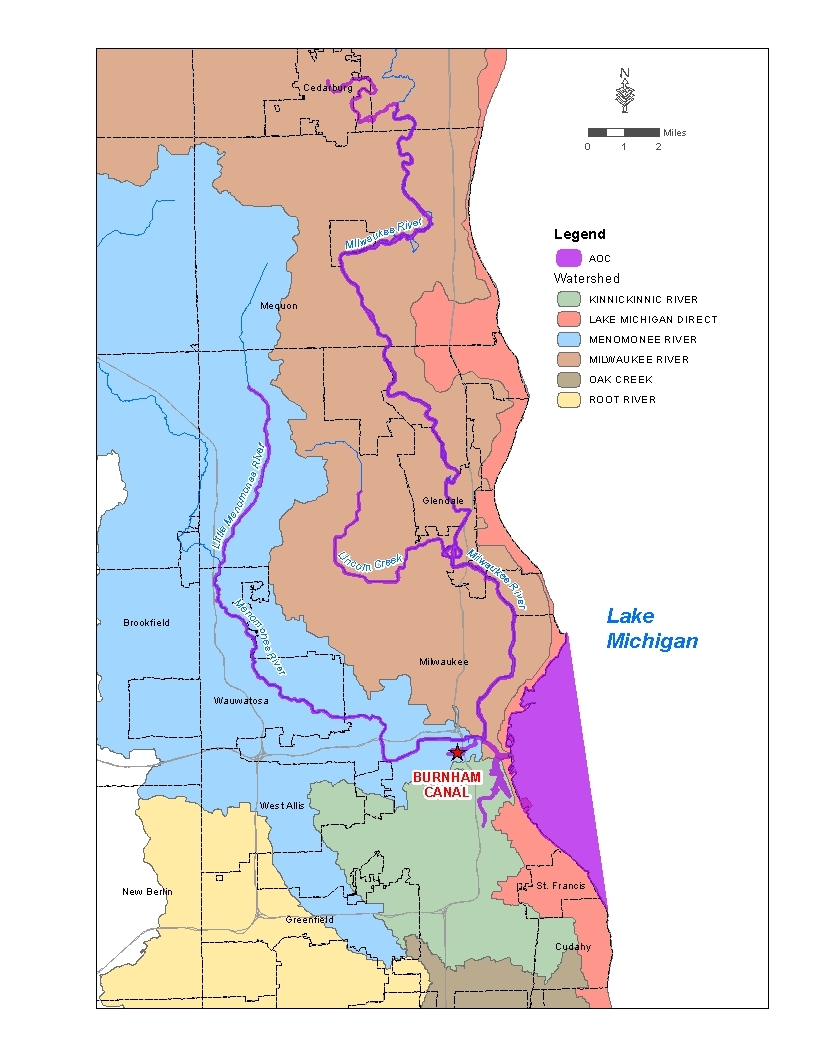 Cedarburg
N
Miles
0 1 2
Milwaukee River
Legend
AOC
Watershed
KINNICKINNIC RIVER
LAKE MICHIGAN DIRECT
MENOMONEE RIVER
MILWAUKEE RIVER
OAK CREEK
ROOT RIVER
Mequon
Little Menomonee River
Glendale
Lincoln Creek
Milwaukee River
Menomonee River
Brookfield
Lake
Michigan
Milwaukee
Wauwatosa
BURNHAM
CANAL
West Allis
New Berlin
St. Francis
Greenfield
Cudahy